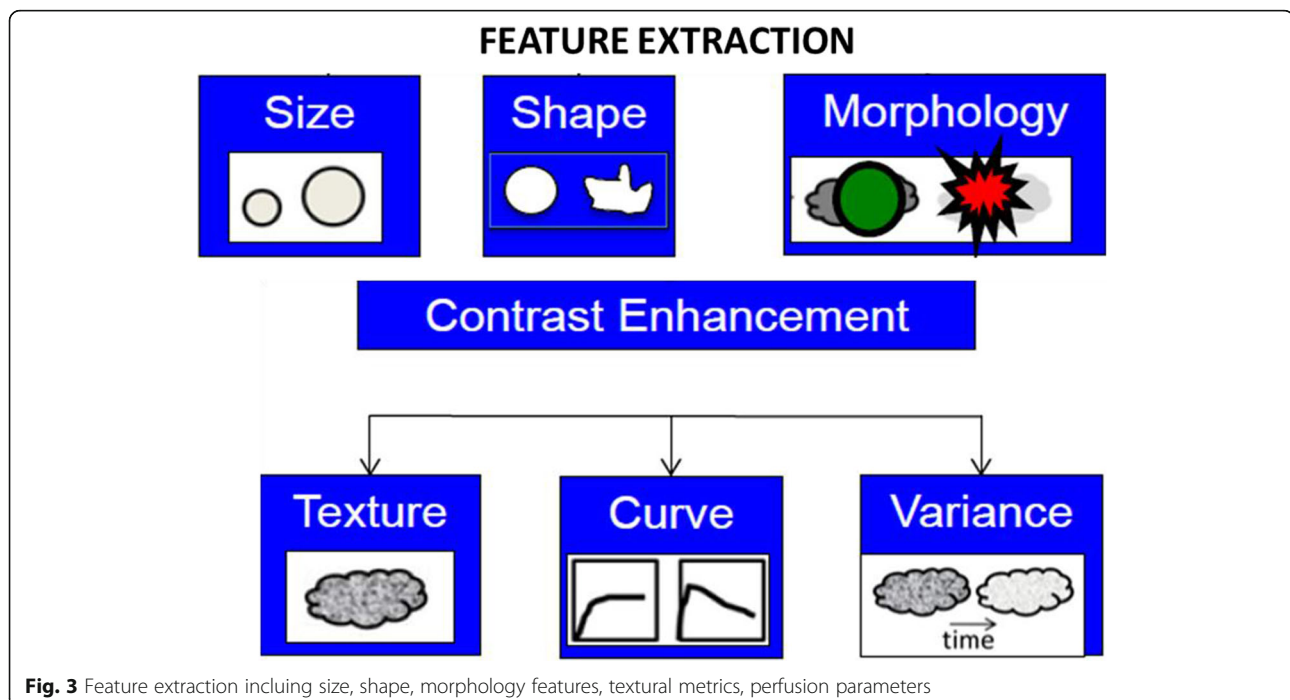 FEATURE EXTRACTION
Size
Shape
Morphology
Contrast Enhancement
Texture
Curve
Variance
time
Fig. 3 Feature extraction incluing size, shape, morphology features, textural metrics, perfusion parameters